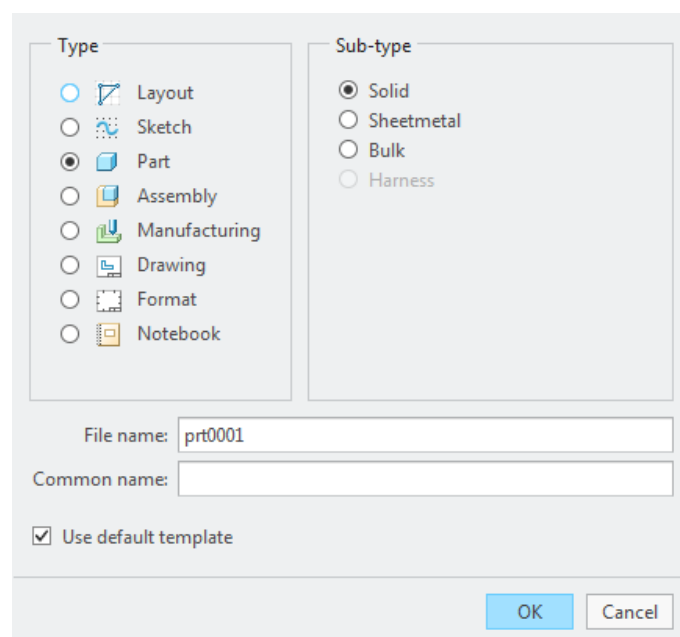 Type
Layout
Sketch
Part
Assembly
Manufacturing
Drawing
Format
Notebook
Sub-type
Solid
Sheetmetal
Bulk
Harness
File name: prt0001
Common name:
Use default template
OK Cancel